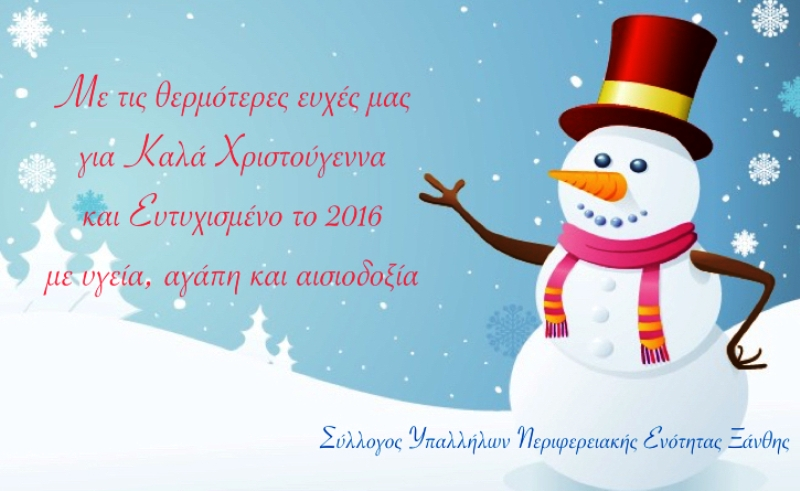 Με τις θερμότερες ευχές μας
για Καλά Χριστούγεννα
και Ευτυχισμένο το 2016
με υγεία, αγάπη και αισιοδοξία
Σύλλογος Υπαλλήλων Περιφερειακής Ενότητας Ξάνθης